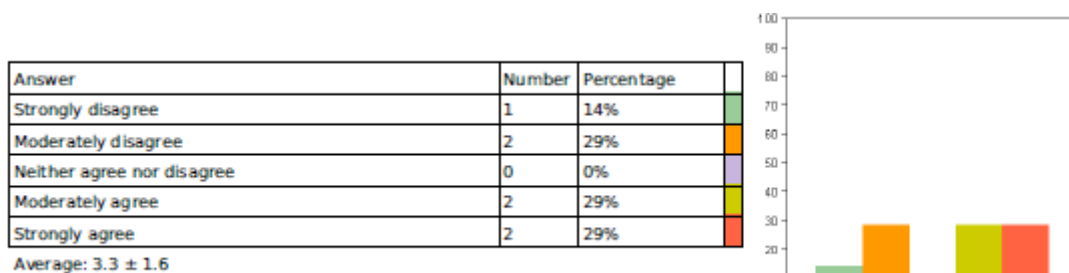 Answer Number Percentage
Strongly disagree 1 14%
Moderately disagree 2 29%
Neither agree nor disagree 0 0%
Moderately agree 2 29%
Strongly agree 2 29%
Average: 3.3 ± 1.6
100
90
80
70
60
50
40
30
20